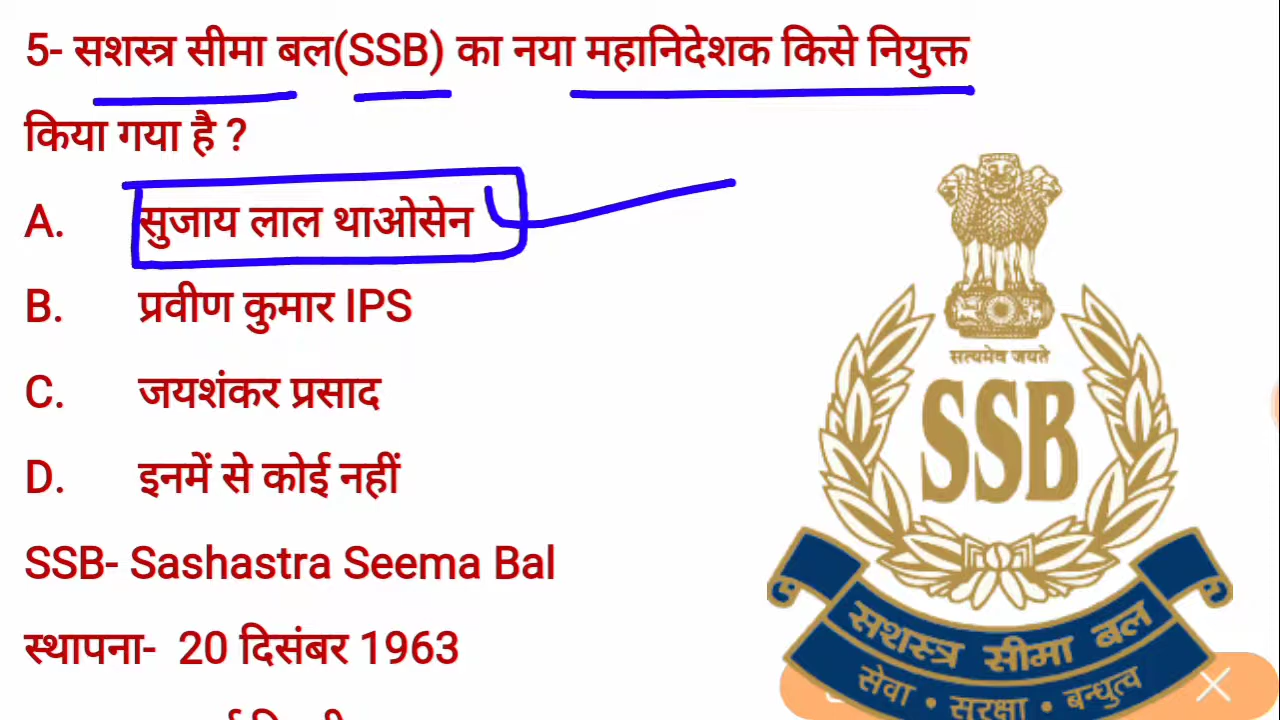 5- सशस्त्र सीमा बल(SSB) का नया महानिदेशक किसे नियुक्त
किया गया है ?
A. सुजाय लाल थाओसेन
B. प्रवीण कुमार IPS
C. जयशंकर प्रसाद
D. इनमें से कोई नहीं
SSB- Sashastra Seema Bal
स्थापना- 20 दिसंबर 1963
सत्यमेव जयते
SSB
सशस्त्र सीमा बल
सेवा • सुरक्षा • बन्धुत्व